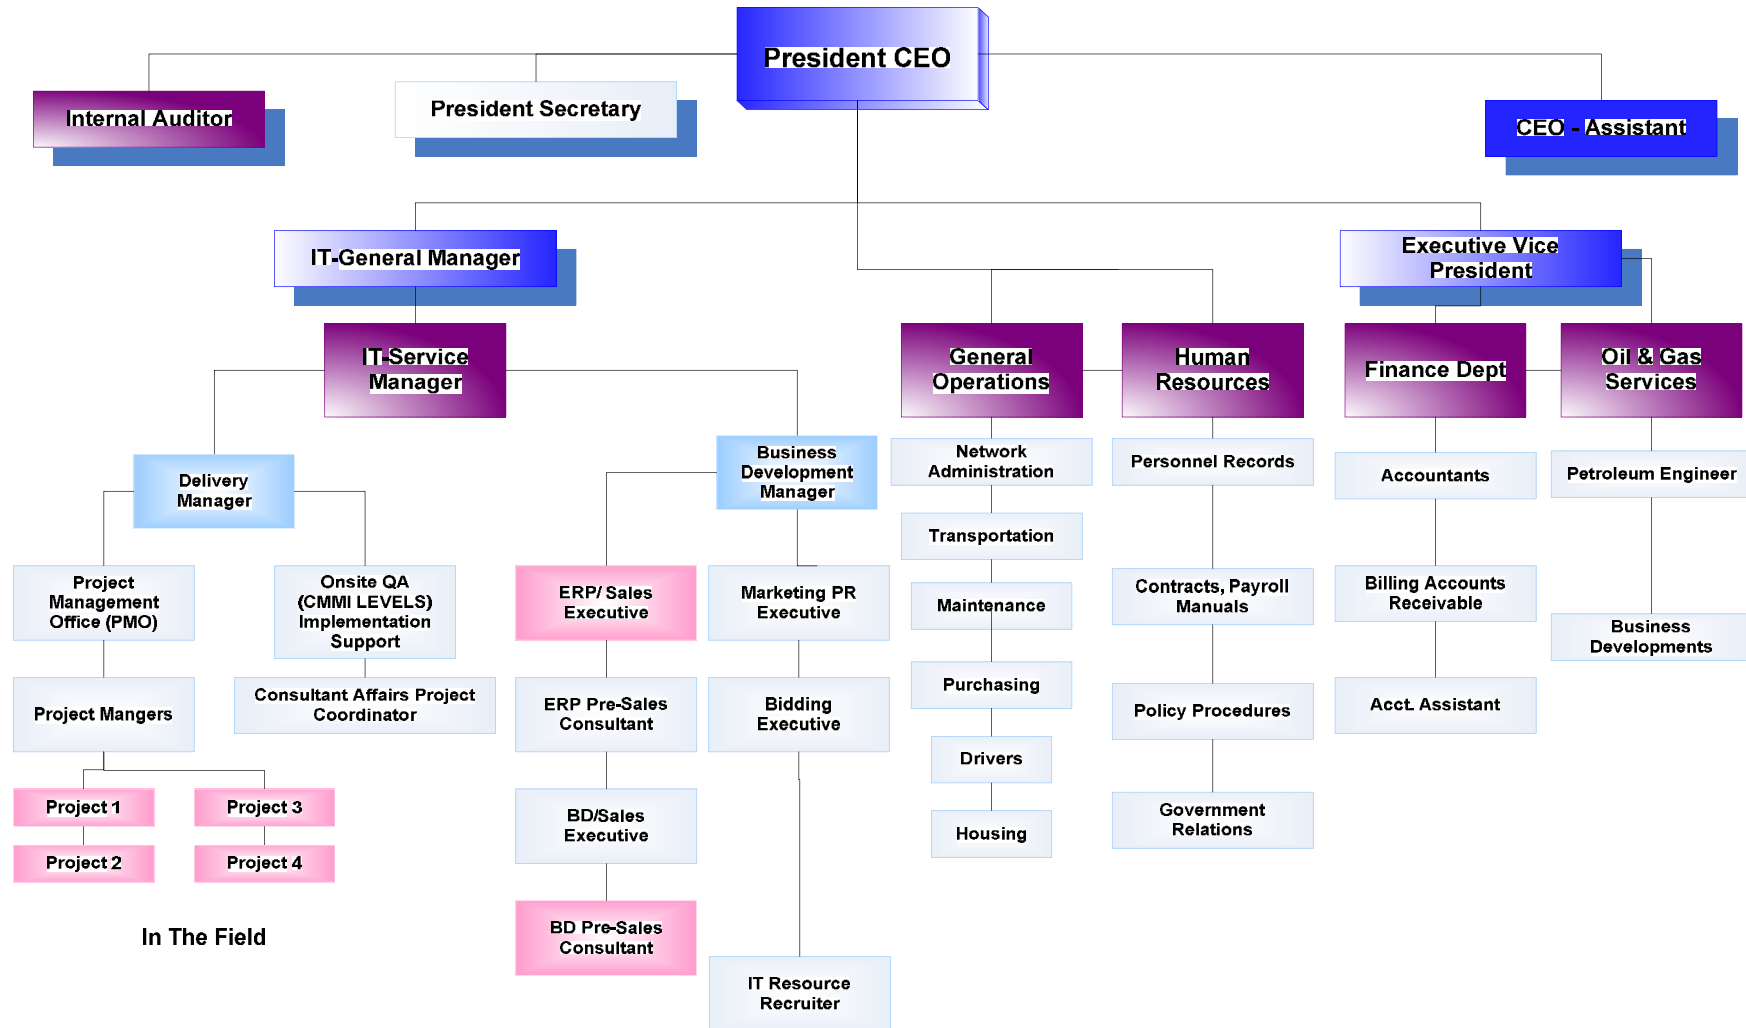 President CEO
Internal Auditor
President Secretary
CEO - Assistant
IT-General Manager
Executive Vice
President
IT-Service
Manager
General
Operations
Human
Resources
Finance Dept
Oil & Gas
Services
Delivery
Manager
Business
Development
Manager
Network
Administration
Personnel Records
Accountants
Petroleum Engineer
Transportation
Project
Management
Office (PMO)
Onsite QA
(CMMI LEVELS)
Implementation
Support
ERP/ Sales
Executive
Marketing PR
Executive
Maintenance
Contracts, Payroll
Manuals
Billing Accounts
Receivable
Business
Developments
Project Mangers
Consultant Affairs Project
Coordinator
ERP Pre-Sales
Consultant
Bidding
Executive
Purchasing
Policy Procedures
Acct. Assistant
Drivers
Project 1
Project 3
BD/Sales
Executive
Housing
Government
Relations
Project 2
Project 4
In The Field
BD Pre-Sales
Consultant
IT Resource
Recruiter